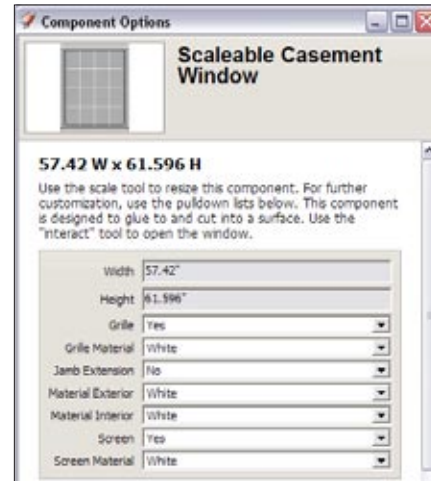 Component Options
Scaleable Casement
Window
57.42 W x 61.596 H
Use the scale tool to resize this component. For further
customization, use the pulldown lists below. This component
is designed to glue to and cut into a surface. Use the
"interact" tool to open the window.
Width 57.42"
Height 61.596"
Grille Yes
Grille Material White
Jamb Extension No
Material Exterior White
Material Interior White
Screen Yes
Screen Material White